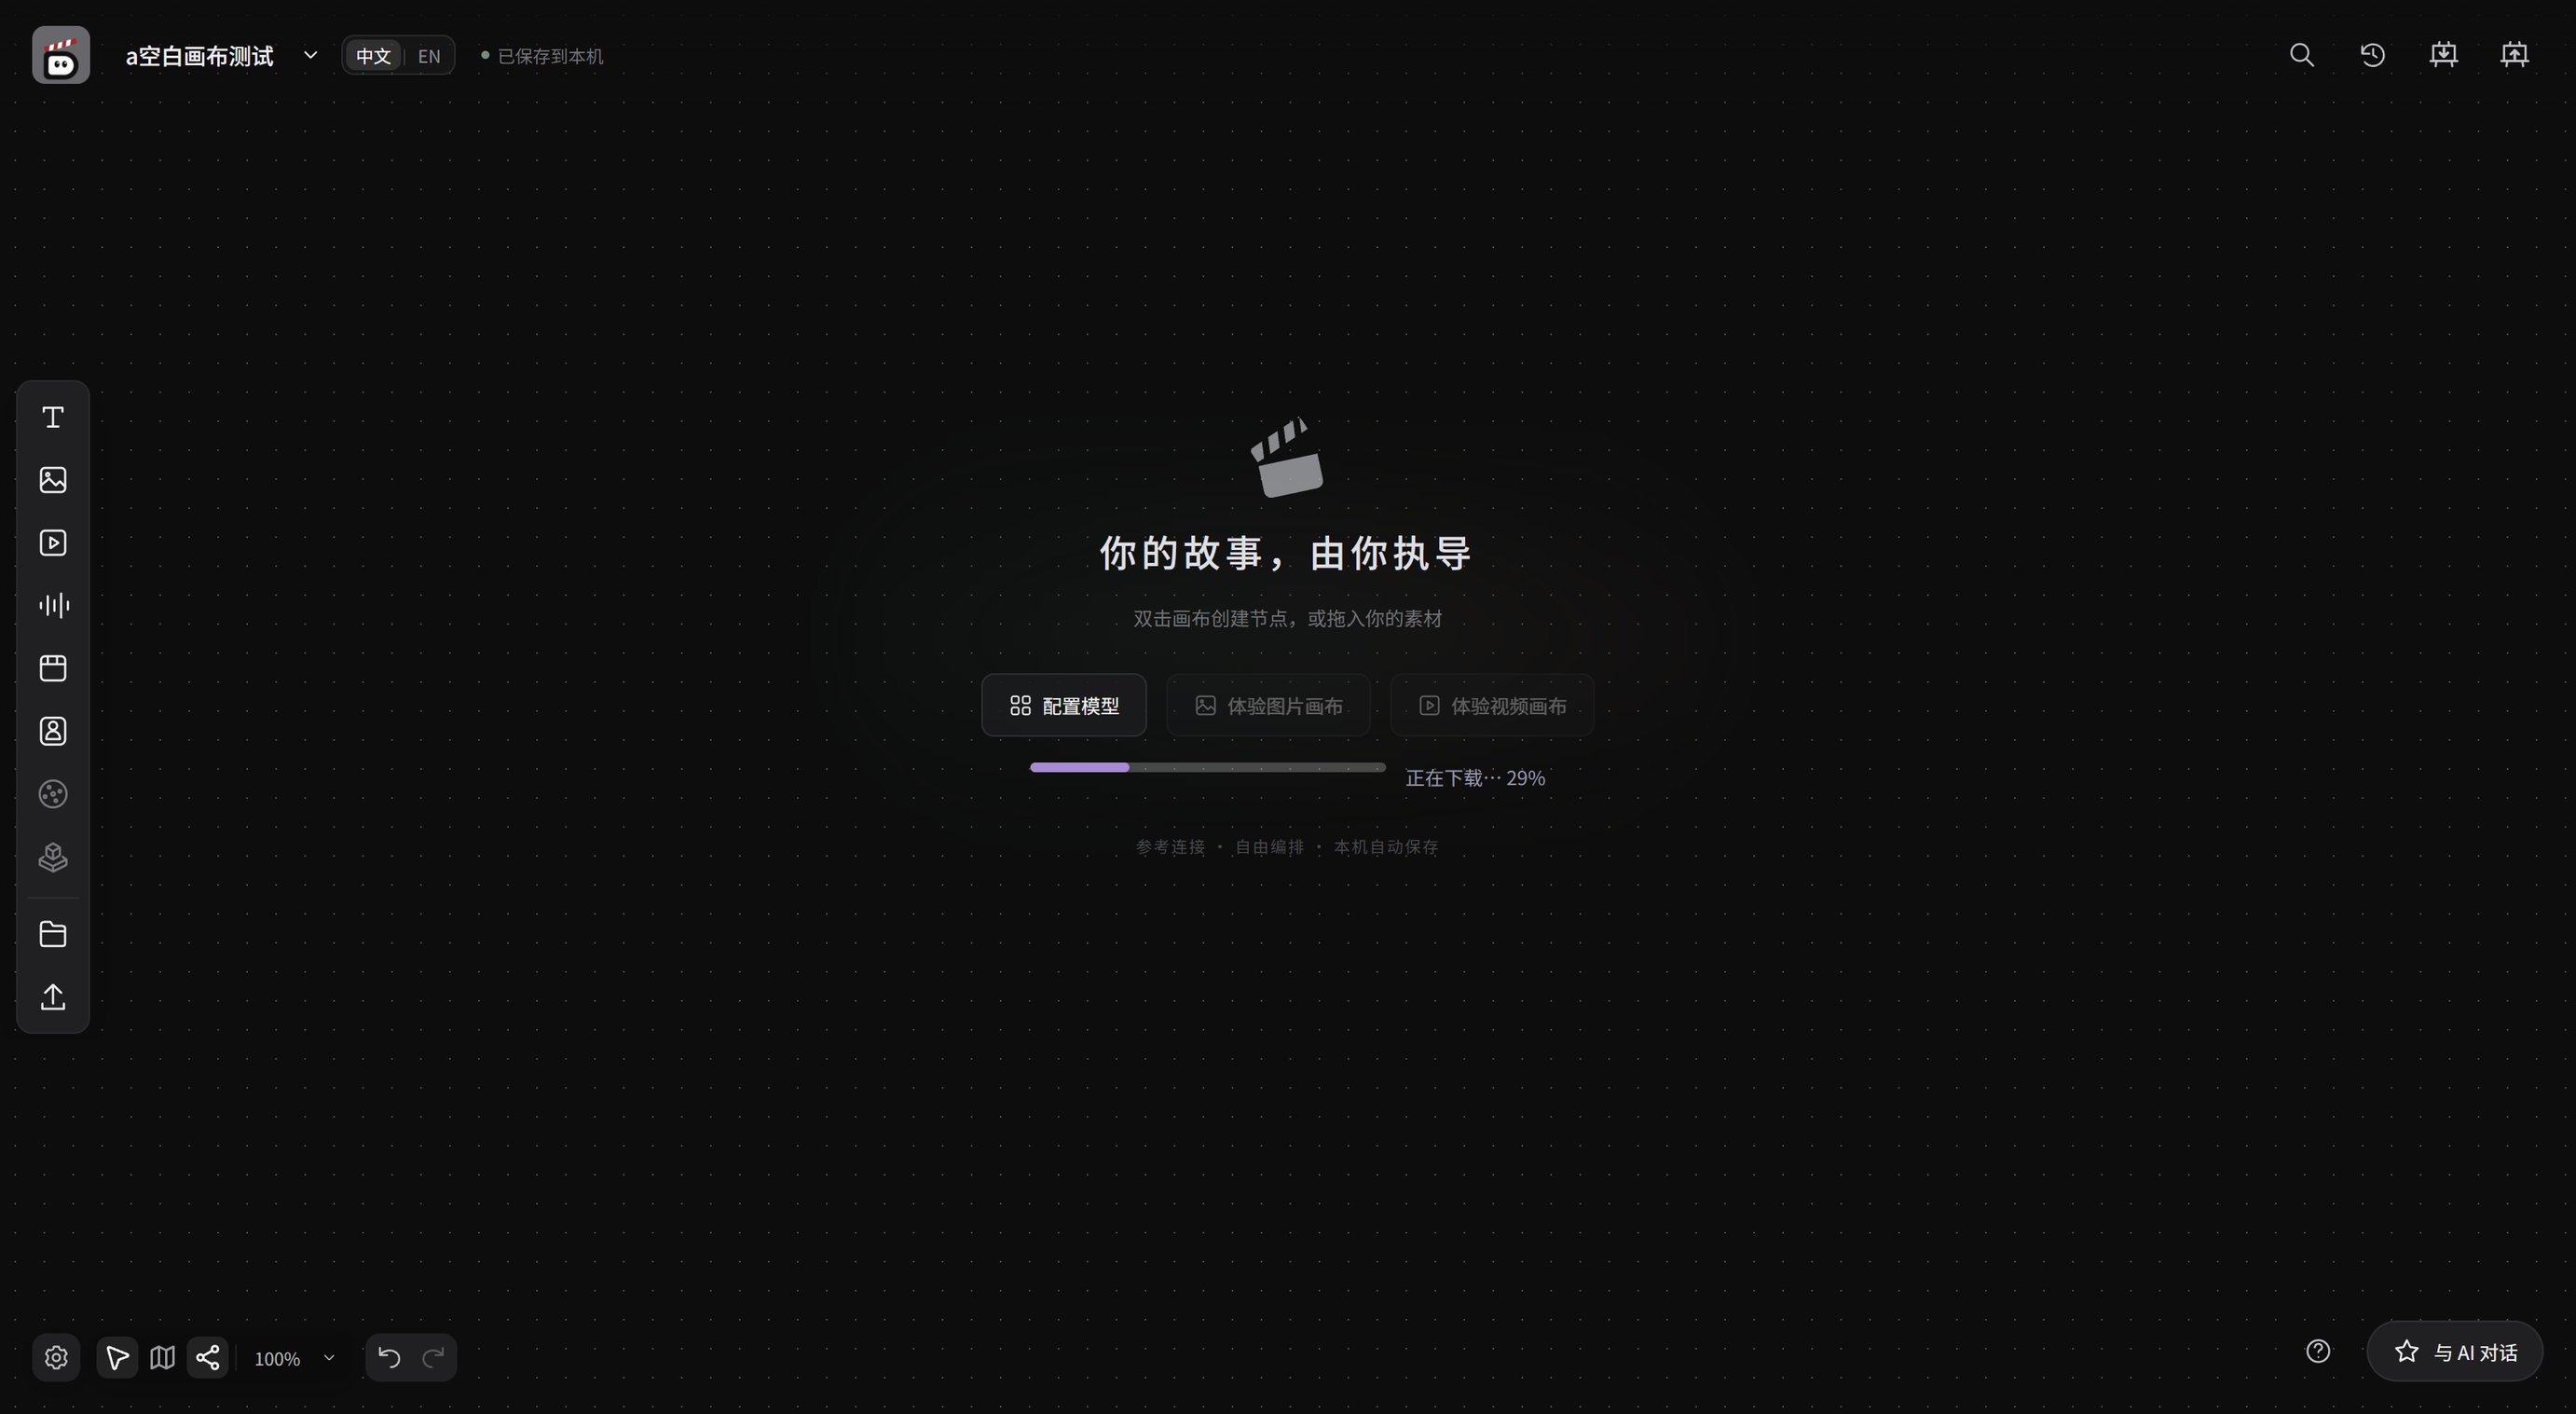 a空白画布测试
中文 EN
已保存到本机
你的故事，由你执导
双击画布创建节点，或拖入你的素材
配置模型 体验图片画布 体验视频画布
正在下载… 29%
参考连接 · 自由编排 · 本机自动保存
100%
与 AI 对话